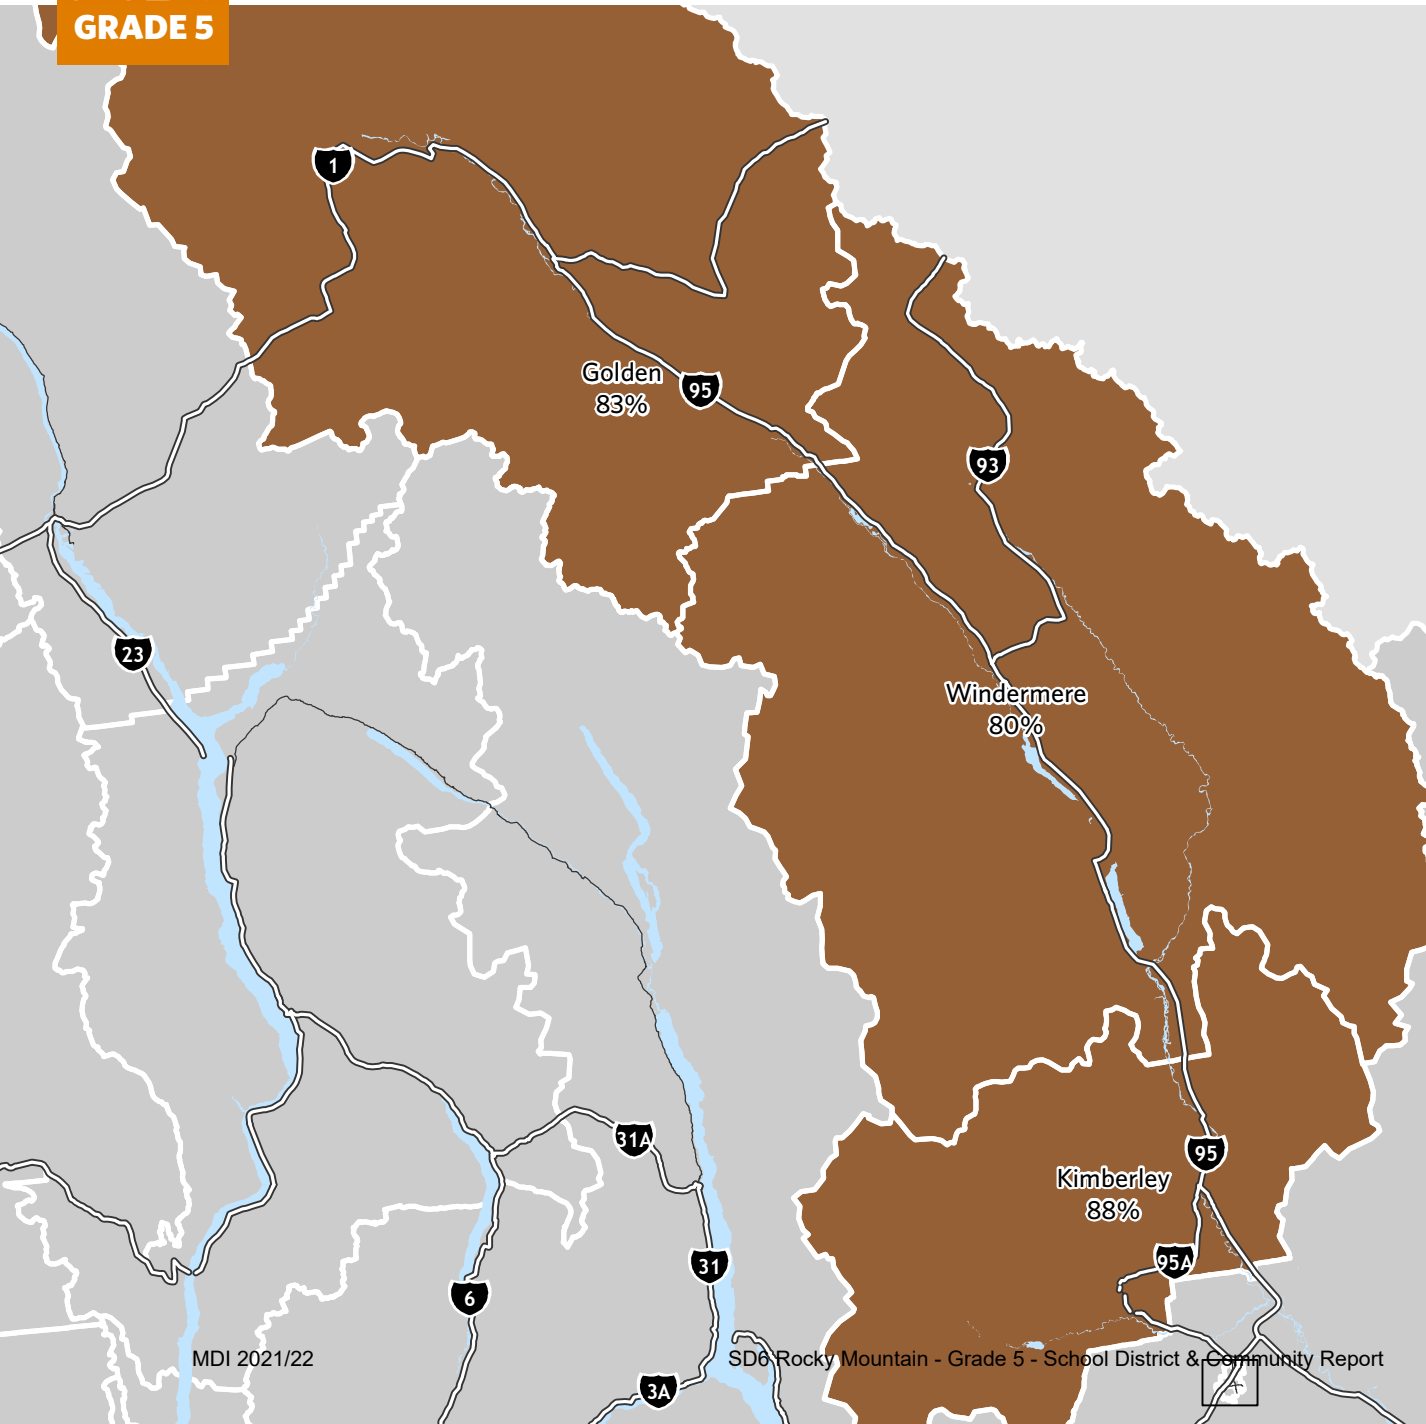 GRADE 5
1
Golden
83%
95
93
23
Windermere
80%
31A
95
Kimberley
88%
95A
31
6
MDI 2021/22
SD6 Rocky Mountain - Grade 5 - School District & Community Report
3A